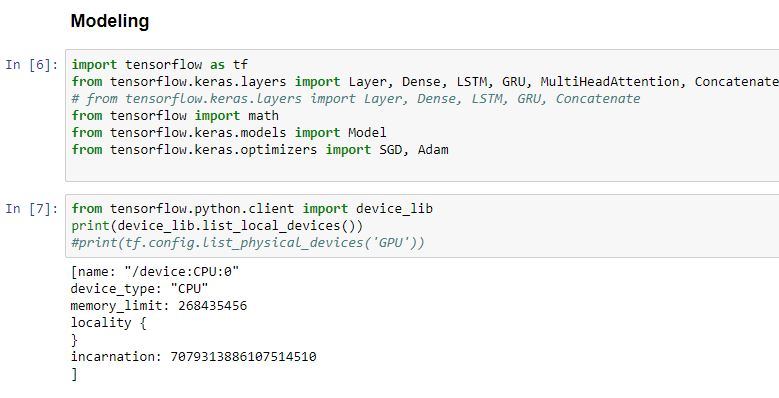 Modeling
In [6]: import tensorflow as tf
from tensorflow.keras.layers import Layer, Dense, LSTM, GRU, MultiHeadAttention, Concatenate
# from tensorflow.keras.layers import Layer, Dense, LSTM, GRU, Concatenate
from tensorflow import math
from tensorflow.keras.models import Model
from tensorflow.keras.optimizers import SGD, Adam
In [7]: from tensorflow.python.client import device_lib
print(device_lib.list_local_devices())
#print(tf.config.list_physical_devices('GPU'))
[name: "/device:CPU:0"
device_type: "CPU"
memory_limit: 268435456
locality {
}
incarnation: 7079313886107514510
]